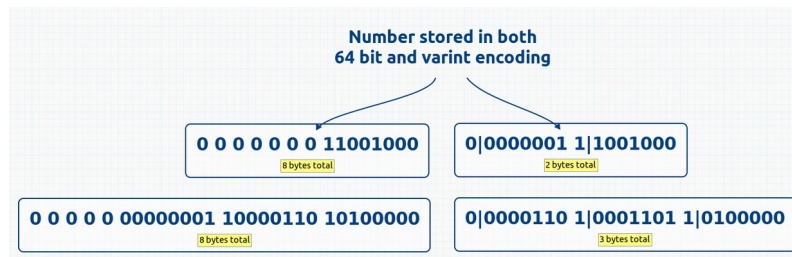 Number stored in both
64 bit and varint encoding
0 0 0 0 0 0 0 11001000
8 bytes total
0|0000001 1|1001000
2 bytes total
0 0 0 0 0 00000001 10000110 10100000
8 bytes total
0|0000110 1|0001101 1|0100000
3 bytes total